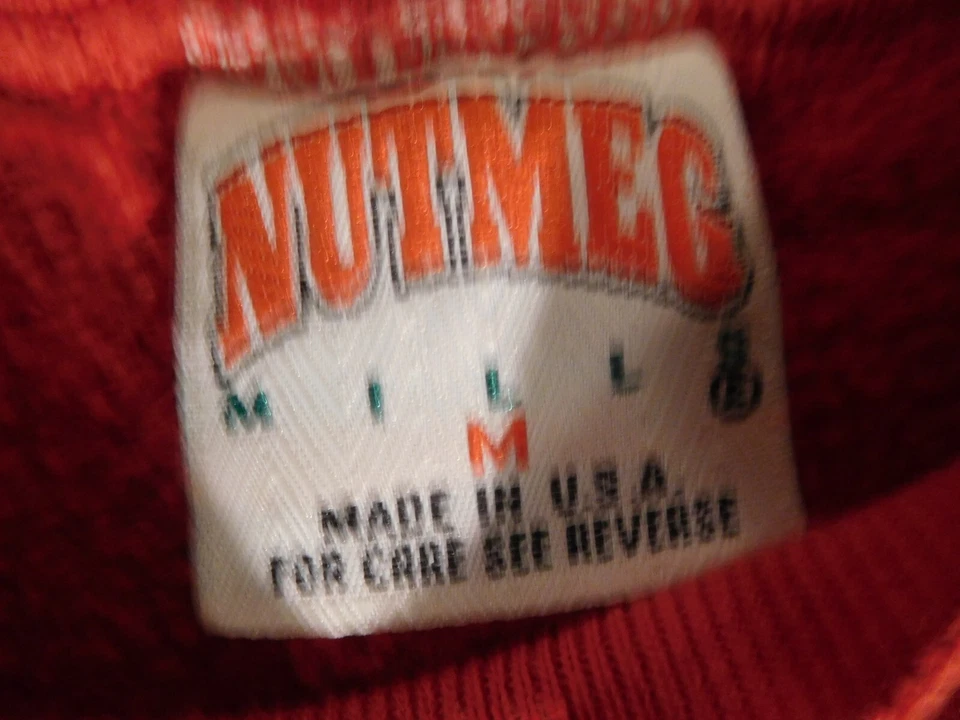 NUTMEG
MILLS®
M
MADE IN U.S.A.
FOR CARE SEE REVERSE